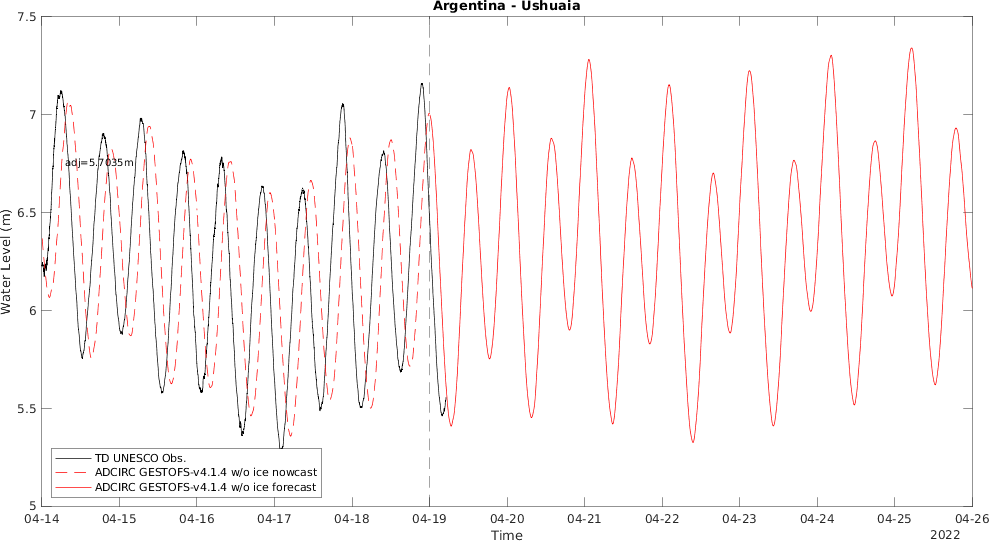 Argentina - Ushuaia
7.5
7
6.5
6
5.5
5
Water Level (m)
adj=5.7035m
TD UNESCO Obs.
ADCIRC GESTOFS-v4.1.4 w/o ice nowcast
ADCIRC GESTOFS-v4.1.4 w/o ice forecast
04-14 04-15 04-16 04-17 04-18 04-19 04-20 04-21 04-22 04-23 04-24 04-25 04-26
Time
2022